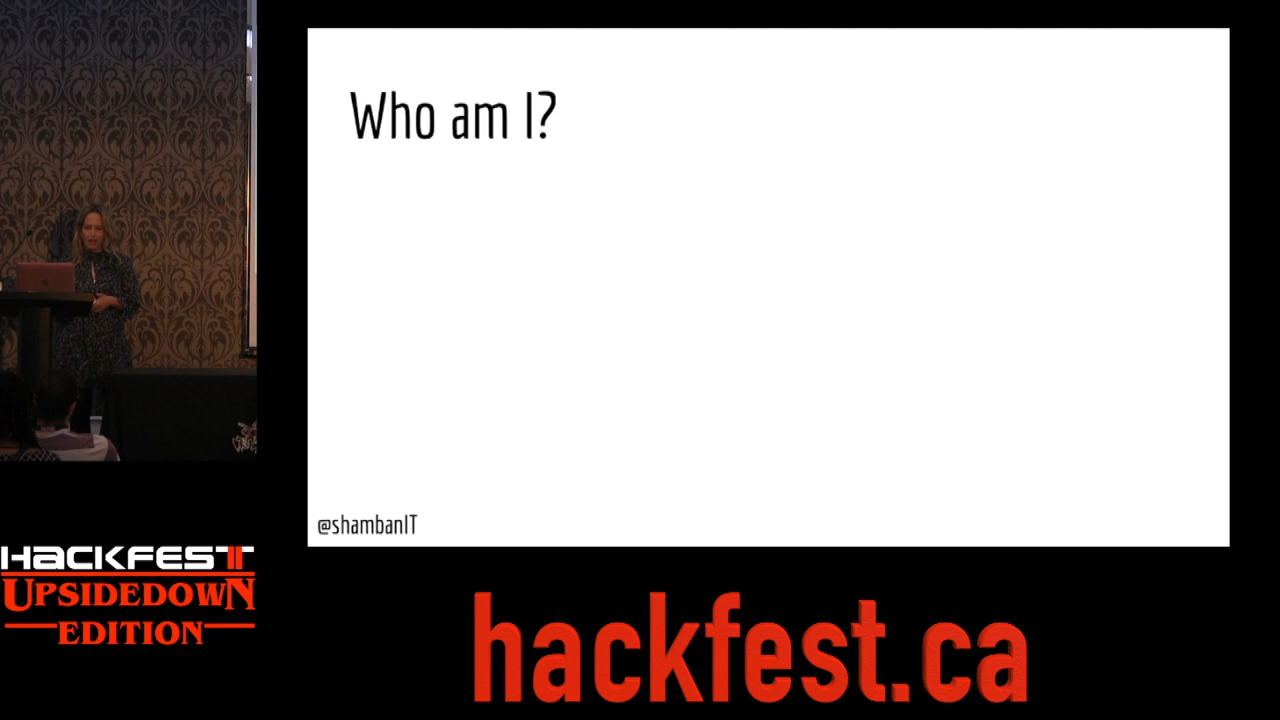 Who am I?
@shambanIT
HACKFEST
UPSIDEDOWN
EDITION
hackfest.ca